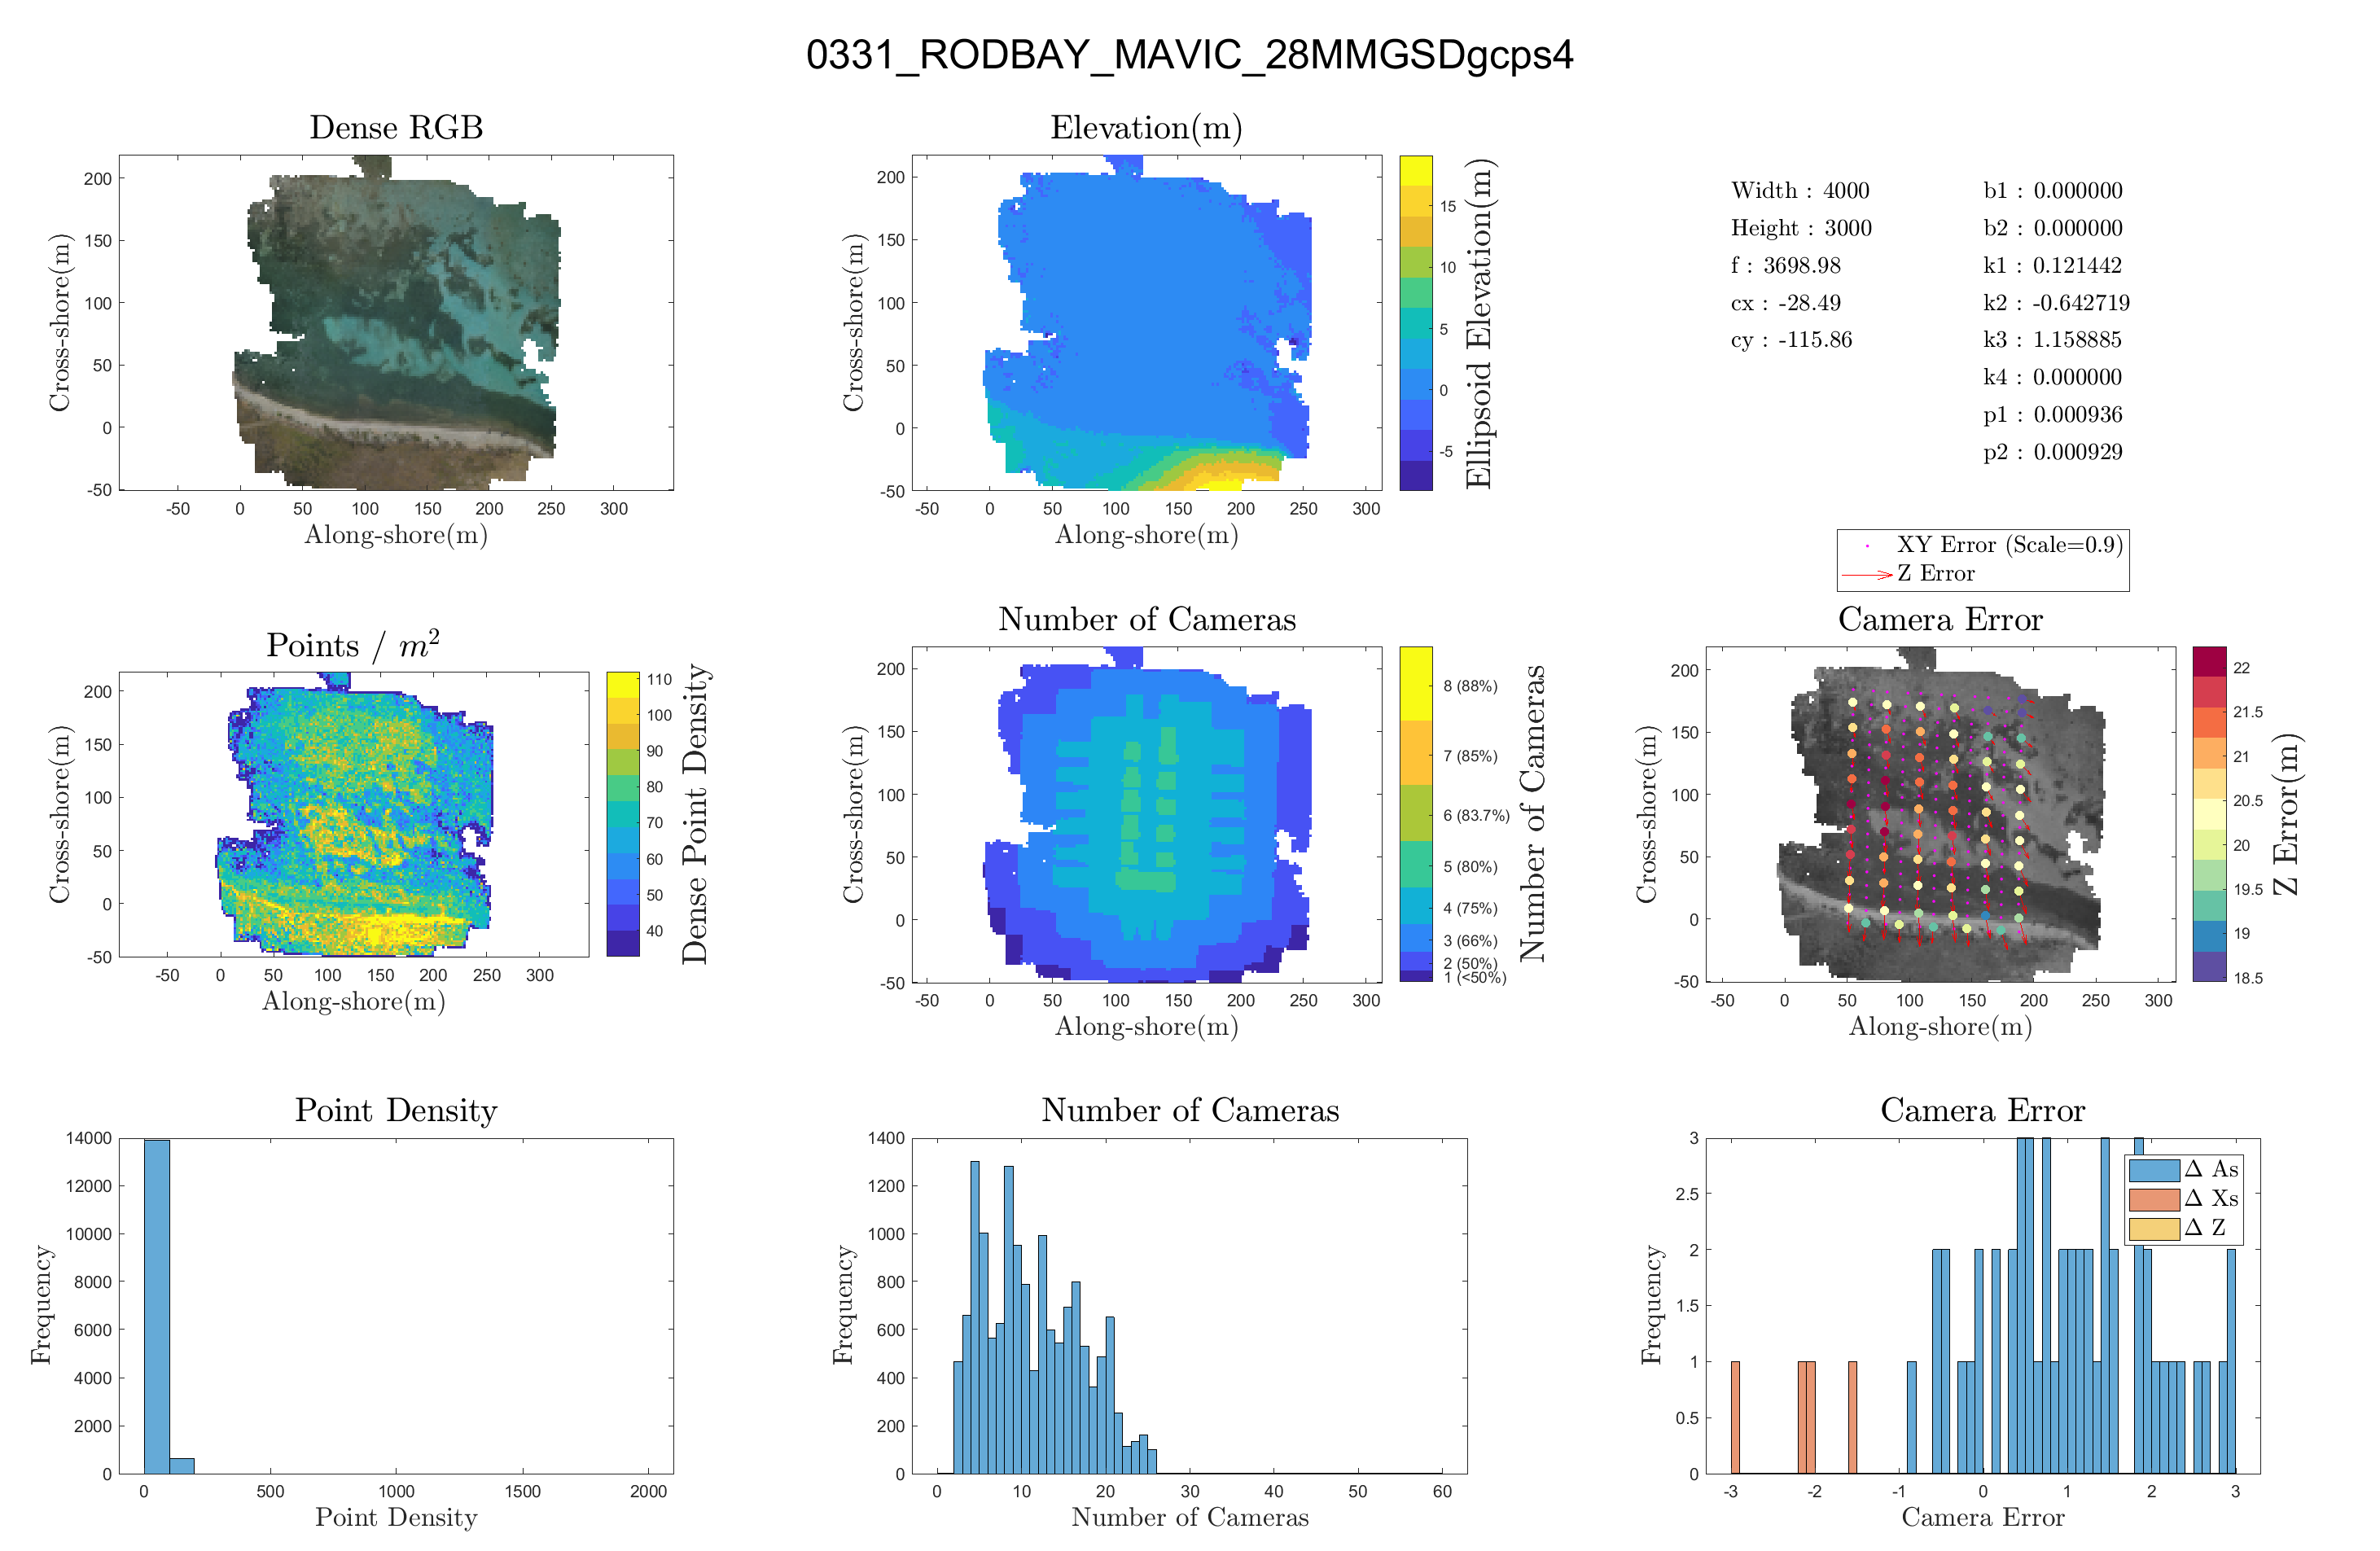 0331_RODBAY_MAVIC_28MMGSDgcps4
Dense RGB
Cross-shore(m)
200
150
100
50
0
-50
-50 0 50 100 150 200 250 300
Along-shore(m)
Elevation(m)
Cross-shore(m)
200
150
100
50
0
-50
-50 0 50 100 150 200 250 300
Along-shore(m)
15
10
5
0
-5
Ellipsoid Elevation(m)
Width : 4000
Height : 3000
f : 3698.98
cx : -28.49
cy : -115.86
b1 : 0.000000
b2 : 0.000000
k1 : 0.121442
k2 : -0.642719
k3 : 1.158885
k4 : 0.000000
p1 : 0.000936
p2 : 0.000929
Points / m²
Cross-shore(m)
200
150
100
50
0
-50
-50 0 50 100 150 200 250 300
Along-shore(m)
110
100
90
80
70
60
50
40
Dense Point Density
Number of Cameras
Cross-shore(m)
200
150
100
50
0
-50
-50 0 50 100 150 200 250 300
Along-shore(m)
8 (88%)
7 (85%)
6 (83.7%)
5 (80%)
4 (75%)
3 (66%)
2 (50%)
1 (<50%)
Number of Cameras
XY Error (Scale=0.9)
Z Error
Camera Error
Cross-shore(m)
200
150
100
50
0
-50
-50 0 50 100 150 200 250 300
Along-shore(m)
22
21.5
21
20.5
20
19.5
19
18.5
Z Error(m)
Point Density
Frequency
14000
12000
10000
8000
6000
4000
2000
0
0 500 1000 1500 2000
Point Density
Number of Cameras
Frequency
1400
1200
1000
800
600
400
200
0
0 10 20 30 40 50 60
Number of Cameras
Camera Error
Frequency
3
2.5
2
1.5
1
0.5
0
-3 -2 -1 0 1 2 3
Camera Error
Δ As
Δ Xs
Δ Z